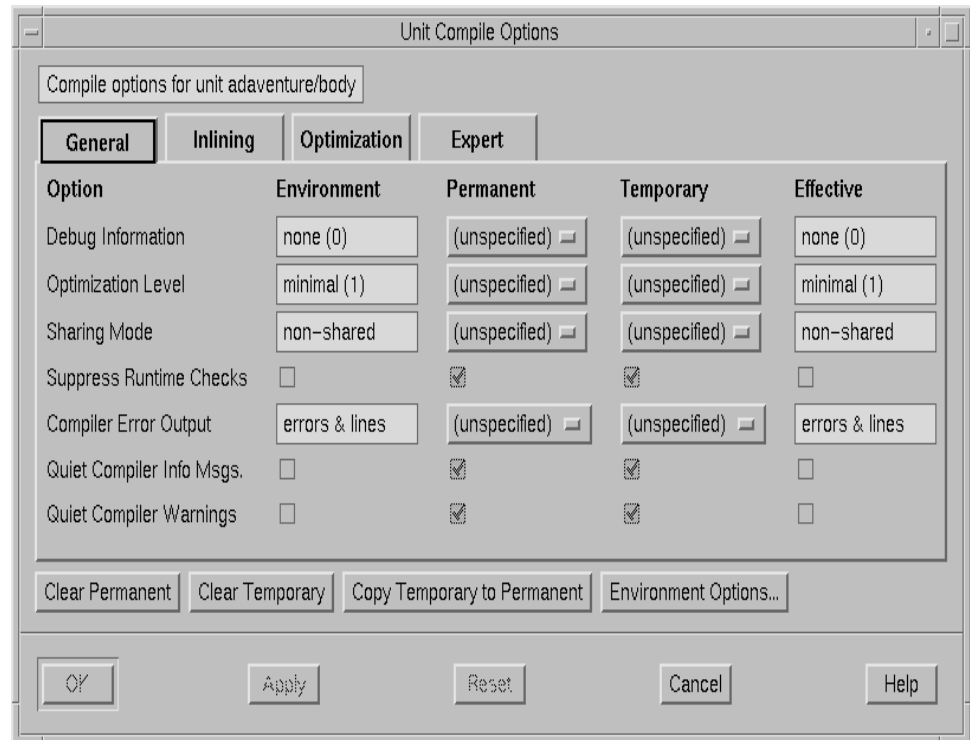 Unit Compile Options
Compile options for unit adaventure/body
General Inlining Optimization Expert
Option Environment Permanent Temporary Effective
Debug Information none (0) (unspecified) (unspecified) none (0)
Optimization Level minimal (1) (unspecified) (unspecified) minimal (1)
Sharing Mode non-shared (unspecified) (unspecified) non-shared
Suppress Runtime Checks
Compiler Error Output errors & lines (unspecified) (unspecified) errors & lines
Quiet Compiler Info Msgs.
Quiet Compiler Warnings
Clear Permanent Clear Temporary Copy Temporary to Permanent Environment Options...
OK Apply Reset Cancel Help